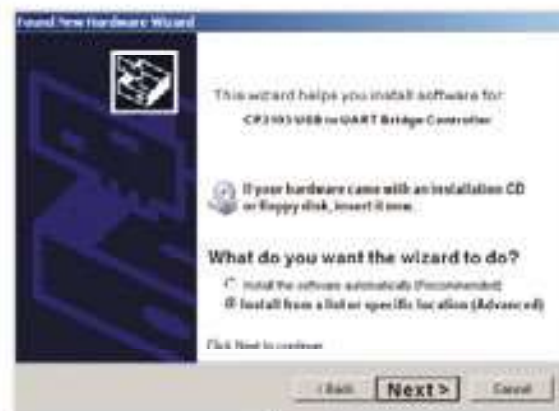 Found New Hardware Wizard
This wizard helps you install software for:
CP2103 USB to UART Bridge Controller
If your hardware came with an installation CD
or floppy disk, insert it now.
What do you want the wizard to do?
Install the software automatically (Recommended)
Install from a list or specific location (Advanced)
Click Next to continue
< Back
Next >
Cancel